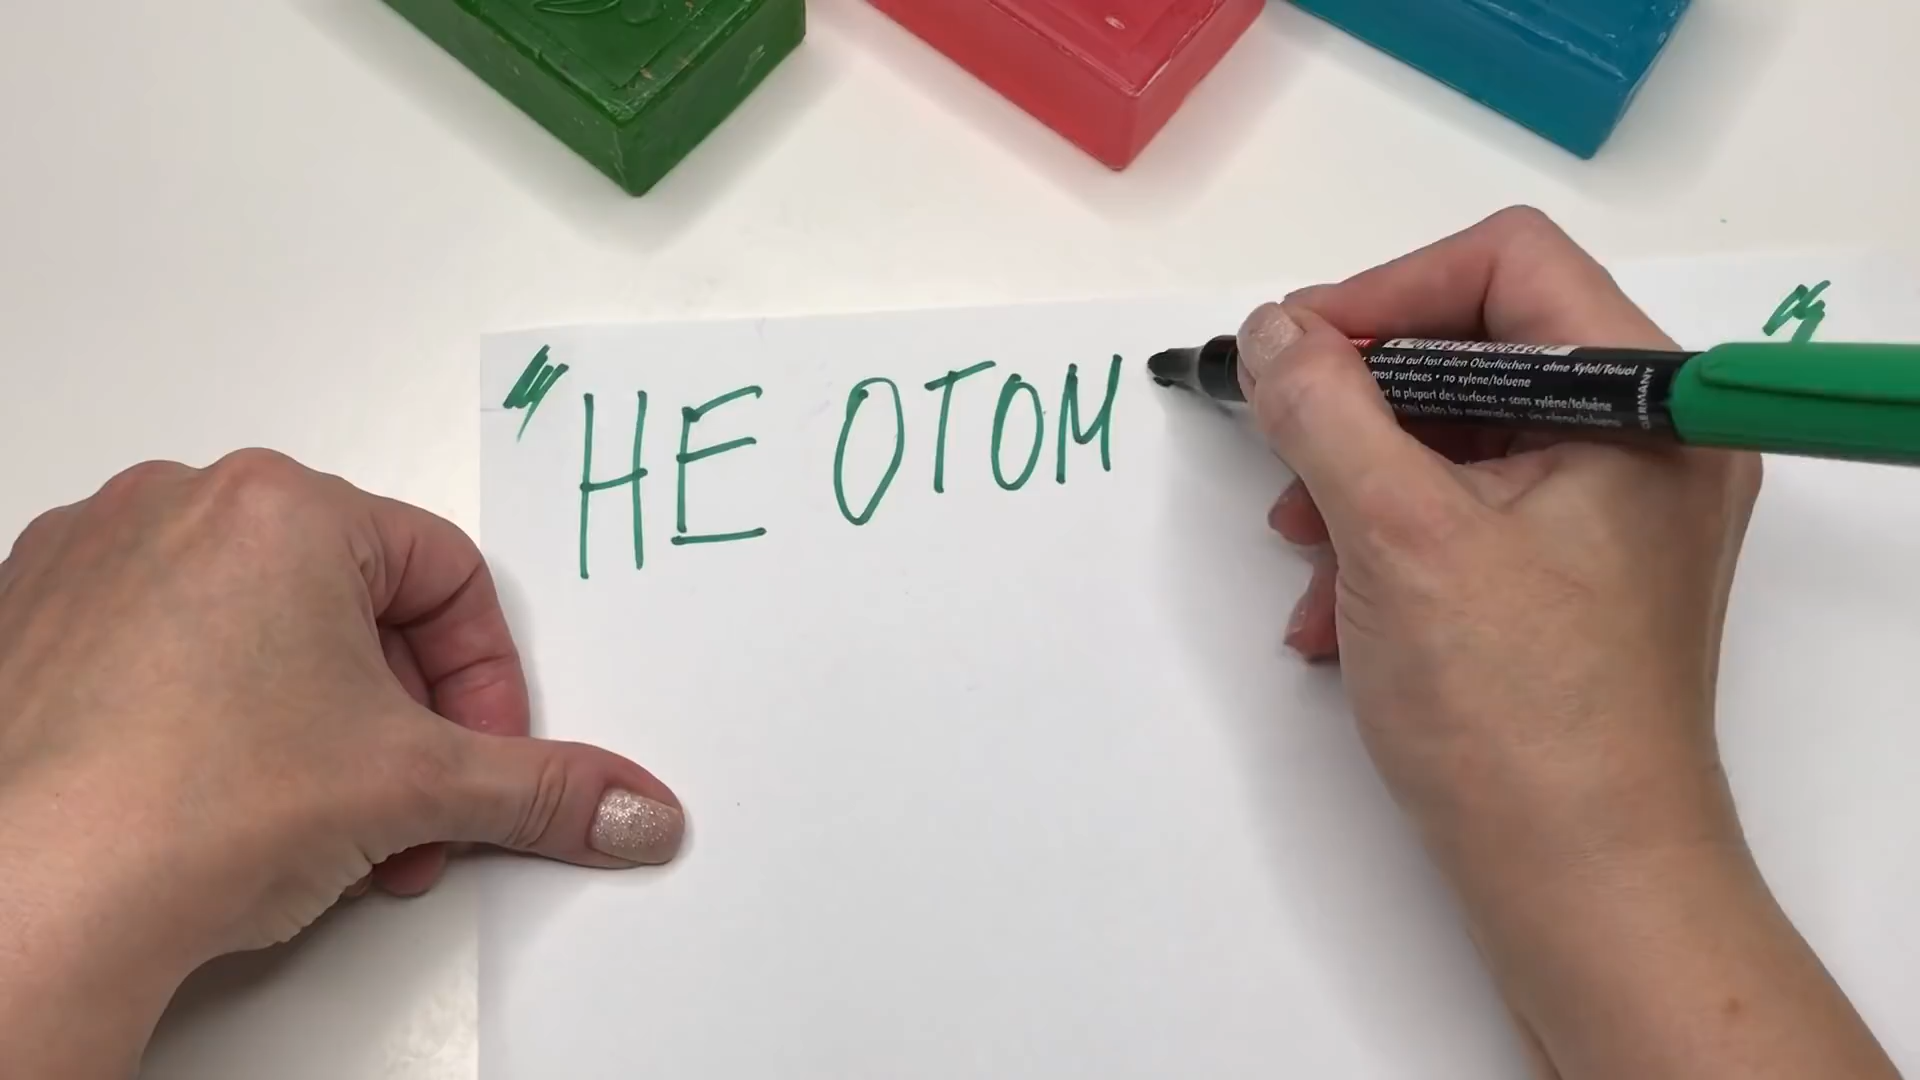 " НЕ ОТОМ "
• schreibt auf fast allen Oberflächen • ohne Xylol/Toluol
most surfaces • no xylene/toluene
la plupart des surfaces • sans xylène/toluène
GERMANY